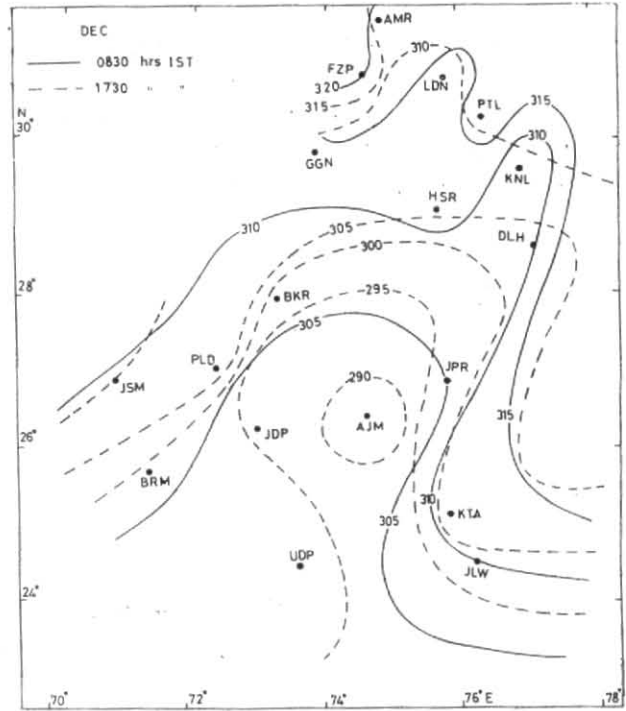 DEC
0830 hrs IST
1730 " "
AMR
310
FZP
LDN
320
315
315
PTL
N
30°
310
GGN
KNL
HSR
310
305
DLH
300
28°
295
BKR
305
PLD
JPR
290
JSM
315
AJM
26°
JDP
BRM
310
KTA
305
UDP
JLW
24°
70°
72°
74°
76°E
78°